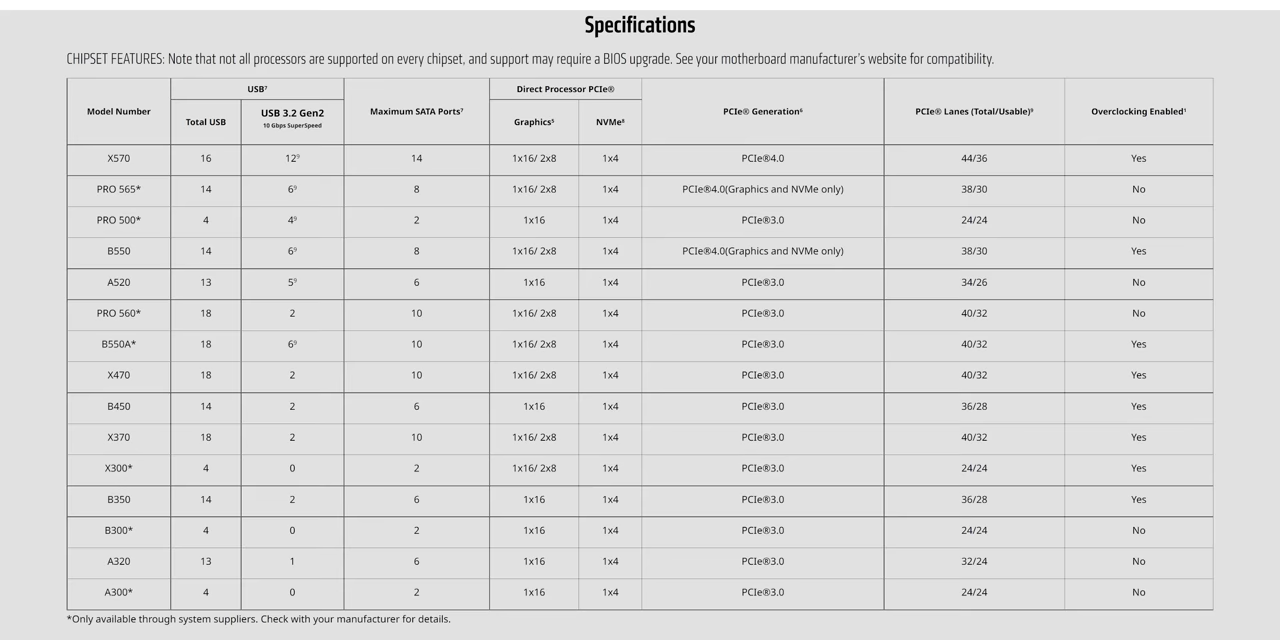 Specifications
CHIPSET FEATURES: Note that not all processors are supported on every chipset, and support may require a BIOS upgrade. See your motherboard manufacturer's website for compatibility.
Model Number USB⁷ Maximum SATA Ports⁷ Direct Processor PCIe® PCIe® Generation⁶ PCIe® Lanes (Total/Usable)⁹ Overclocking Enabled¹
Total USB USB 3.2 Gen2 Graphics⁵ NVMe⁸
10 Gbps SuperSpeed
X570 16 12⁹ 14 1x16/ 2x8 1x4 PCIe®4.0 44/36 Yes
PRO 565* 14 6⁹ 8 1x16/ 2x8 1x4 PCIe®4.0(Graphics and NVMe only) 38/30 No
PRO 500* 4 4⁹ 2 1x16 1x4 PCIe®3.0 24/24 No
B550 14 6⁹ 8 1x16/ 2x8 1x4 PCIe®4.0(Graphics and NVMe only) 38/30 Yes
A520 13 5⁹ 6 1x16 1x4 PCIe®3.0 34/26 No
PRO 560* 18 2 10 1x16/ 2x8 1x4 PCIe®3.0 40/32 No
B550A* 18 6⁹ 10 1x16/ 2x8 1x4 PCIe®3.0 40/32 Yes
X470 18 2 10 1x16/ 2x8 1x4 PCIe®3.0 40/32 Yes
B450 14 2 6 1x16 1x4 PCIe®3.0 36/28 Yes
X370 18 2 10 1x16/ 2x8 1x4 PCIe®3.0 40/32 Yes
X300* 4 0 2 1x16/ 2x8 1x4 PCIe®3.0 24/24 Yes
B350 14 2 6 1x16 1x4 PCIe®3.0 36/28 Yes
B300* 4 0 2 1x16 1x4 PCIe®3.0 24/24 No
A320 13 1 6 1x16 1x4 PCIe®3.0 32/24 No
A300* 4 0 2 1x16 1x4 PCIe®3.0 24/24 No
*Only available through system suppliers. Check with your manufacturer for details.